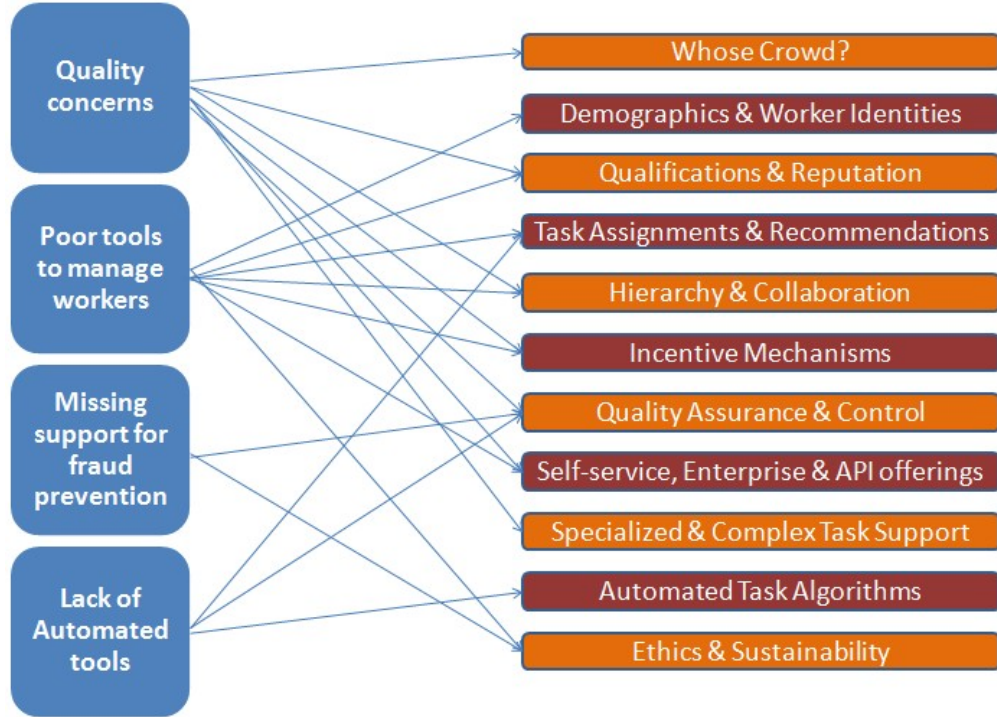 Quality
concerns
Poor tools
to manage
workers
Missing
support for
fraud
prevention
Lack of
Automated
tools
Whose Crowd?
Demographics & Worker Identities
Qualifications & Reputation
Task Assignments & Recommendations
Hierarchy & Collaboration
Incentive Mechanisms
Quality Assurance & Control
Self-service, Enterprise & API offerings
Specialized & Complex Task Support
Automated Task Algorithms
Ethics & Sustainability